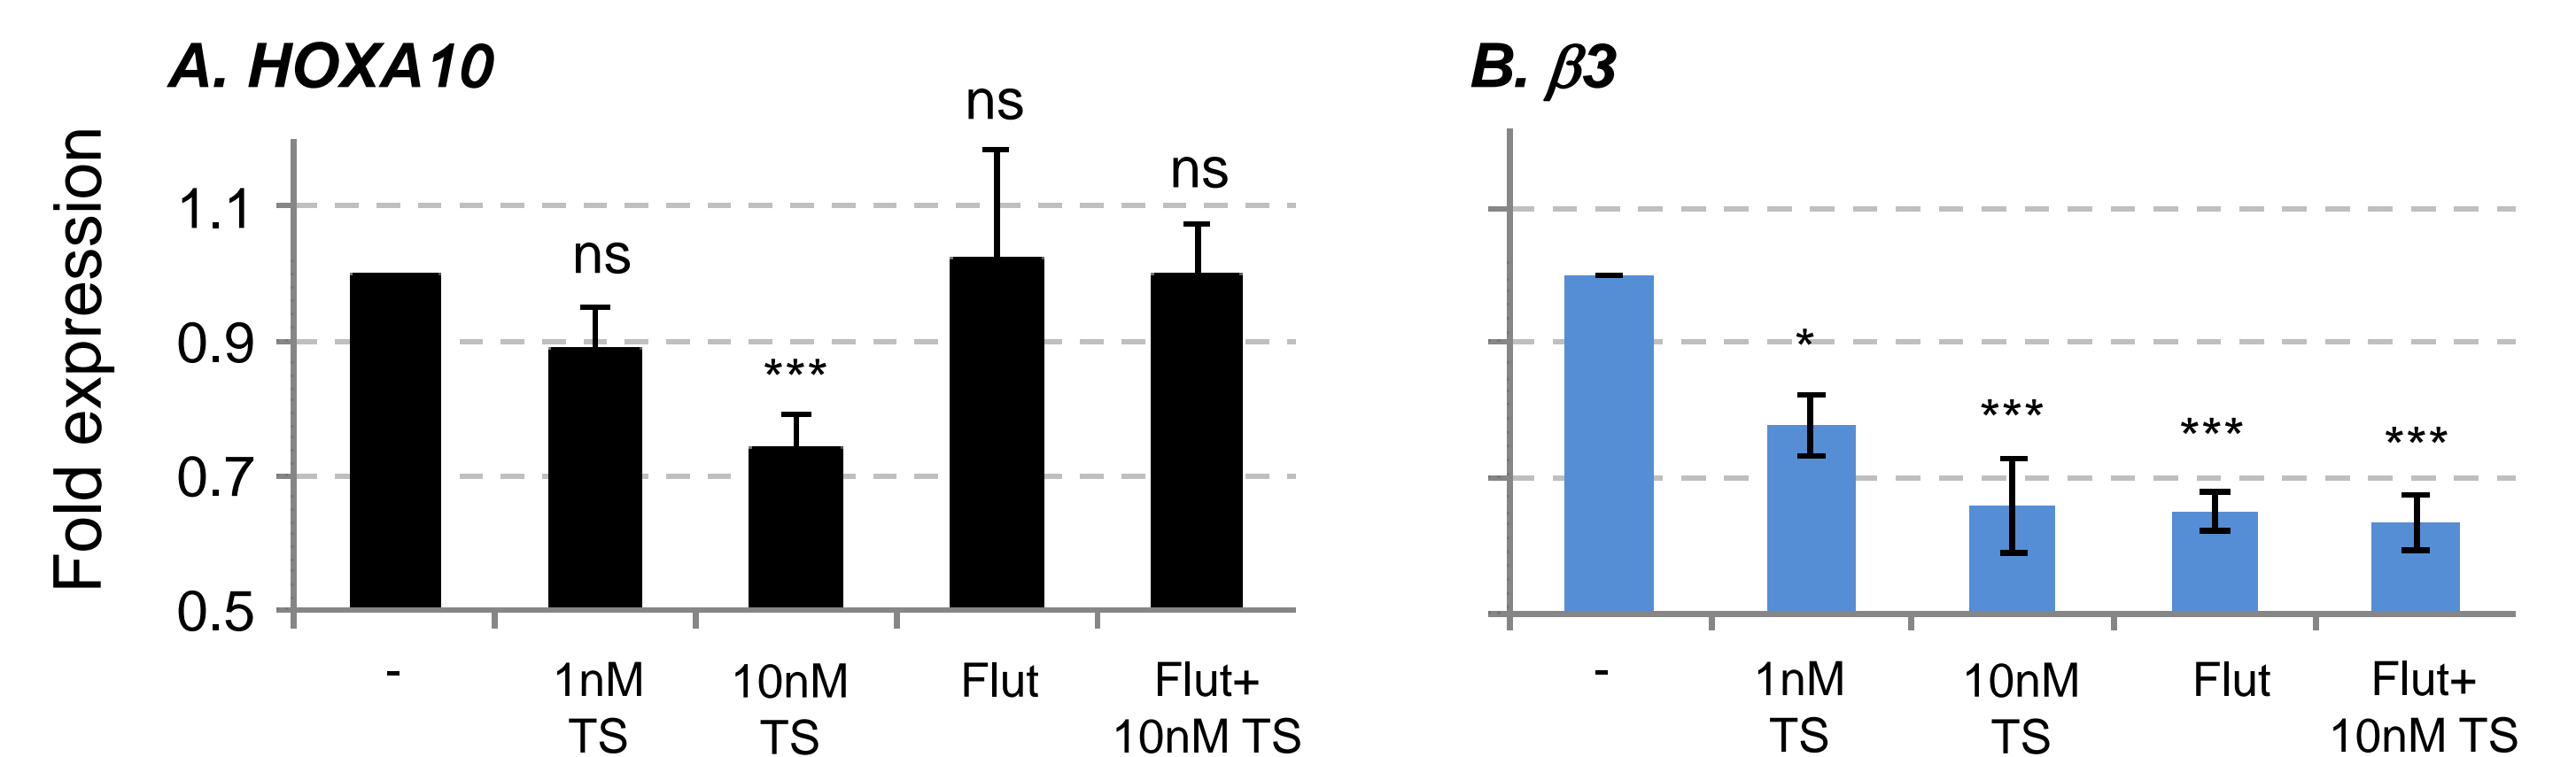 A. HOXA10
Fold expression
1.1
0.9
0.7
0.5
ns
***
ns
ns
-
1nM
TS
10nM
TS
Flut
Flut+
10nM TS
B. β3
*
***
***
***
-
1nM
TS
10nM
TS
Flut
Flut+
10nM TS